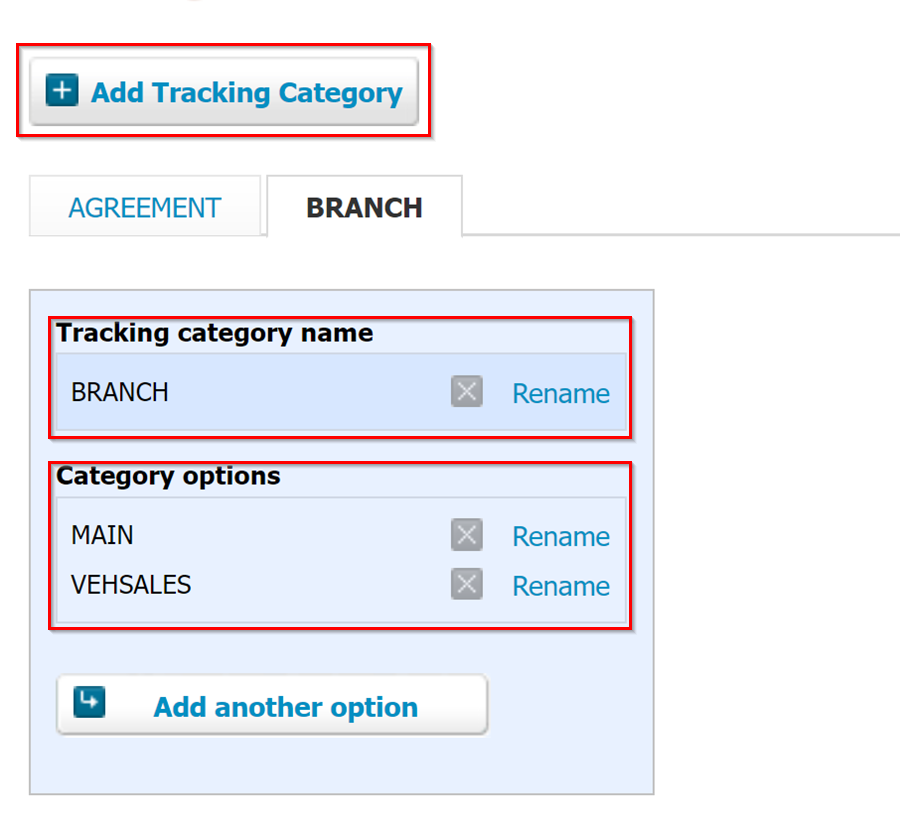 Add Tracking Category
AGREEMENT BRANCH
Tracking category name
BRANCH Rename
Category options
MAIN Rename
VEHSALES Rename
Add another option